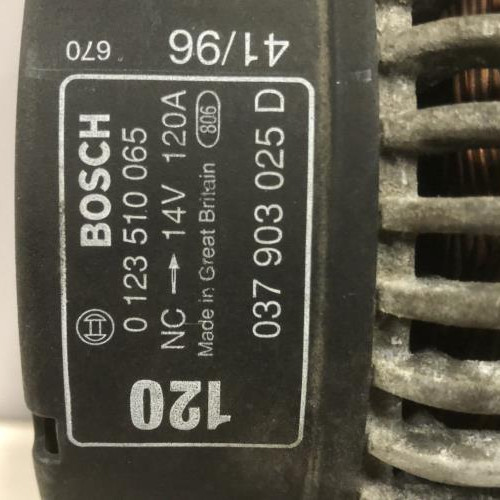 41/96
670
BOSCH
0 123 510 065
NC → 14V 120A
Made in Great Britain 806
037 903 025 D
120